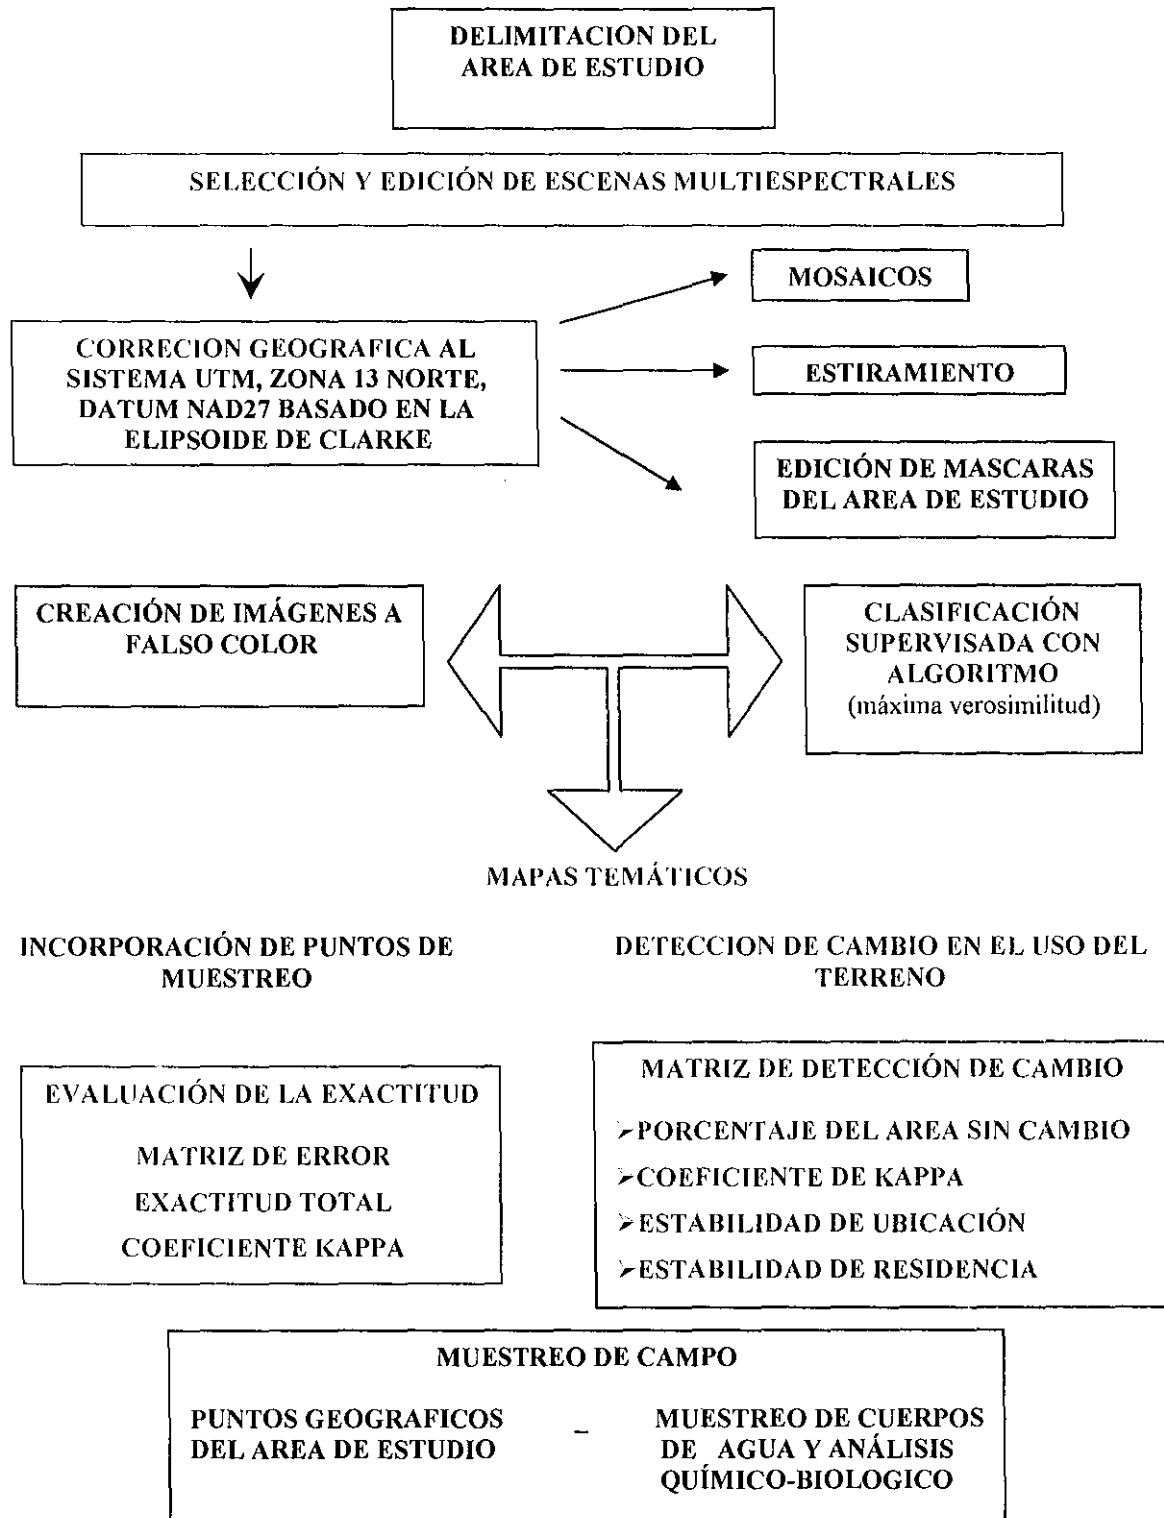 DELIMITACION DEL
AREA DE ESTUDIO
SELECCIÓN Y EDICIÓN DE ESCENAS MULTIESPECTRALES
MOSAICOS
CORRECION GEOGRAFICA AL
SISTEMA UTM, ZONA 13 NORTE,
DATUM NAD27 BASADO EN LA
ELIPSOIDE DE CLARKE
ESTIRAMIENTO
EDICIÓN DE MASCARAS
DEL AREA DE ESTUDIO
CREACIÓN DE IMÁGENES A
FALSO COLOR
CLASIFICACIÓN
SUPERVISADA CON
ALGORITMO
(máxima verosimilitud)
MAPAS TEMÁTICOS
INCORPORACIÓN DE PUNTOS DE
MUESTREO
DETECCION DE CAMBIO EN EL USO DEL
TERRENO
EVALUACIÓN DE LA EXACTITUD
MATRIZ DE ERROR
EXACTITUD TOTAL
COEFICIENTE KAPPA
MATRIZ DE DETECCIÓN DE CAMBIO
➢PORCENTAJE DEL AREA SIN CAMBIO
➢COEFICIENTE DE KAPPA
➢ESTABILIDAD DE UBICACIÓN
➢ESTABILIDAD DE RESIDENCIA
MUESTREO DE CAMPO
PUNTOS GEOGRAFICOS
DEL AREA DE ESTUDIO
–
MUESTREO DE CUERPOS
DE AGUA Y ANÁLISIS
QUÍMICO-BIOLOGICO